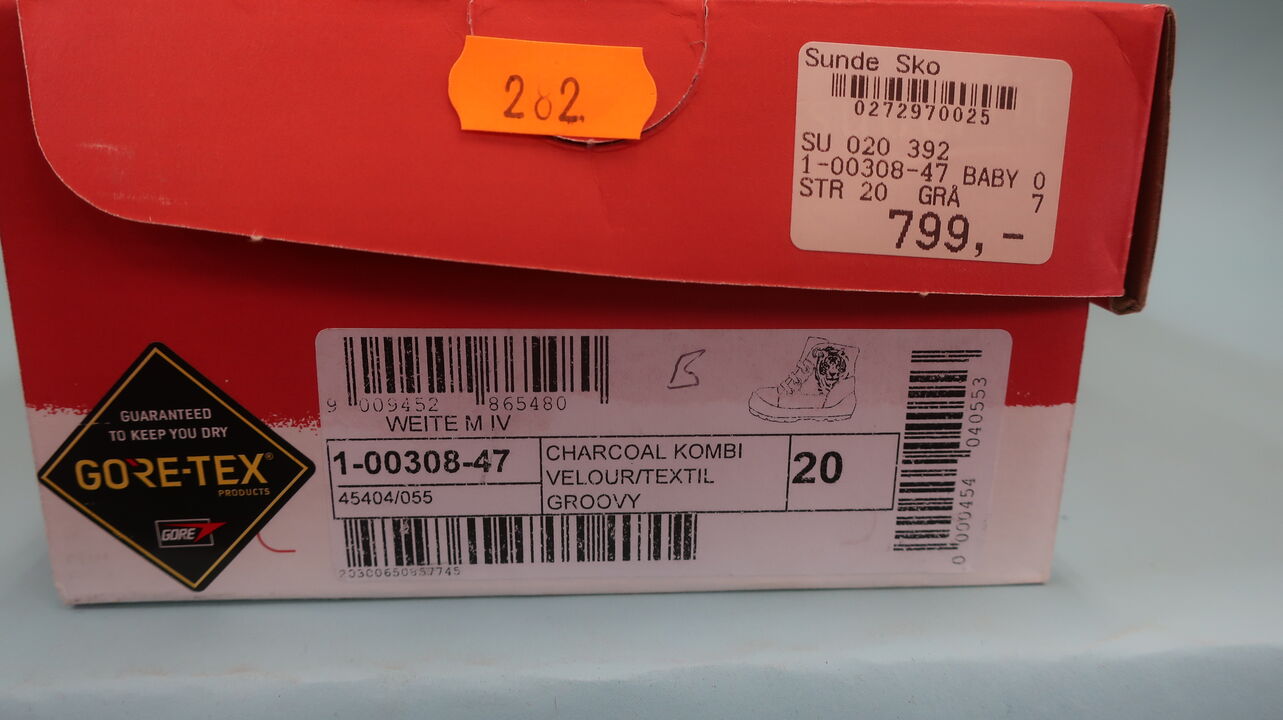 282.
Sunde Sko
0272970025
SU 020 392
1-00308-47 BABY 0
STR 20 GRÅ 7
799,-
GUARANTEED
TO KEEP YOU DRY
GORE-TEX®
PRODUCTS
GORE
9 009452 865480
WEITE M IV
1-00308-47
45404/055
CHARCOAL KOMBI
VELOUR/TEXTIL
GROOVY
20
0 000454 040553